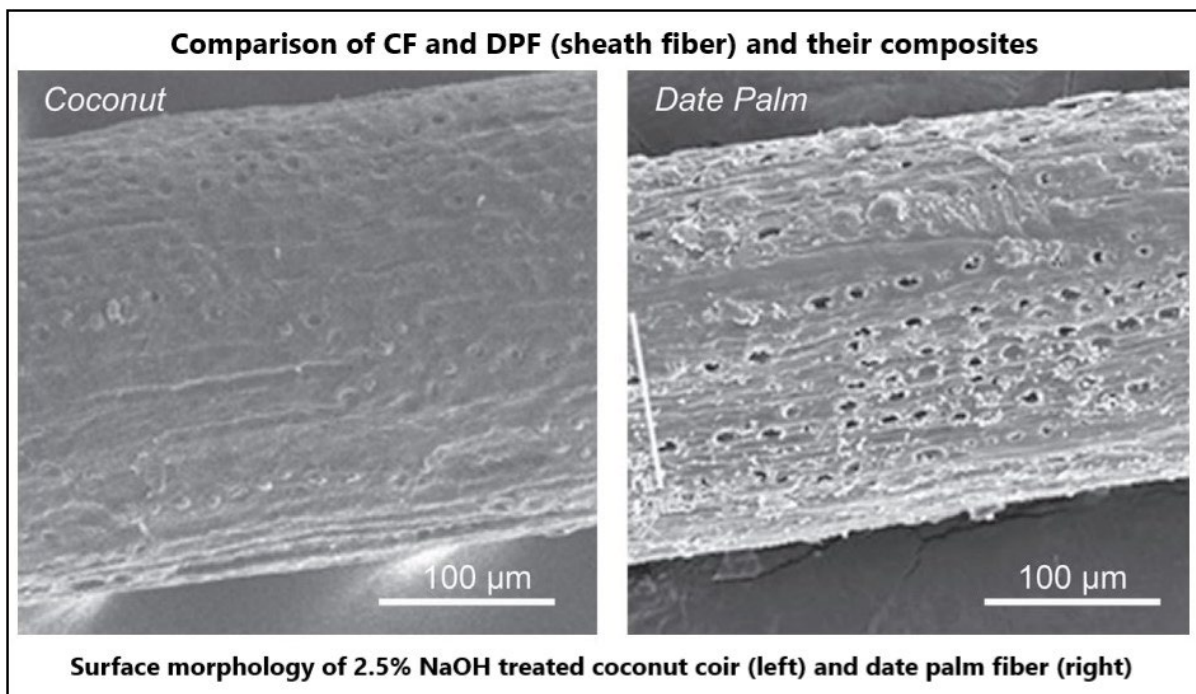 Comparison of CF and DPF (sheath fiber) and their composites
Coconut
Date Palm
100 µm
100 µm
Surface morphology of 2.5% NaOH treated coconut coir (left) and date palm fiber (right)